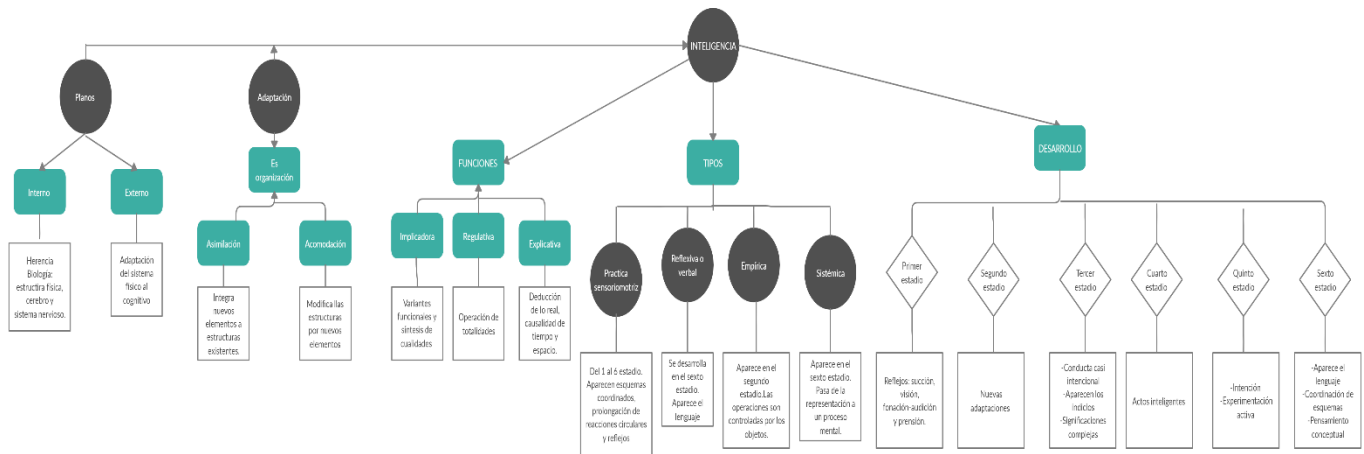 INTELIGENCIA
Planos
Adaptación
Interno
Externo
Herencia
Biologia:
estructira física,
cerebro y
sistema nervioso.
Adaptación
del sistema
físico al
cognitivo
Es
organización
Asimilación
Acomodación
Integra
nuevos
elementos a
estructuras
existentes.
Modifica llas
estructuras
por nuevos
elementos
FUNCIONES
Implicadora
Regulativa
Explicativa
Variantes
funcionales y
síntesis de
cualidades
Operación de
totalidades
Deducción
de lo real,
causalidad de
tiempo y
espacio.
TIPOS
Practica
sensoriomotriz
Reflexiva o
verbal
Empírica
Sistémica
Del 1 al 6 estadio.
Aparecen esquemas
coordinados,
prolongación de
reacciones circulares
y reflejos
Se desarrolla
en el sexto
estadio.
Aparece el
lenguaje
Aparece en el
segundo
estadio.Las
operaciones son
controladas por los
objetos.
Aparece en el
sexto estadio.
Pasa de la
representación a
un proceso
mental.
DESARROLLO
Primer
estadio
Segundo
estadio
Tercer
estadio
Cuarto
estadio
Quinto
estadio
Sexto
estadio
Reflejos: succión,
visión,
fonación-audición
y prensión.
Nuevas
adaptaciones
-Conducta casi
intencional
-Aparecen los
indicios
-Significaciones
complejas
Actos inteligentes
-Intención
-Experimentación
activa
-Aparece el
lenguaje
-Coordinación de
esquemas
-Pensamiento
conceptual